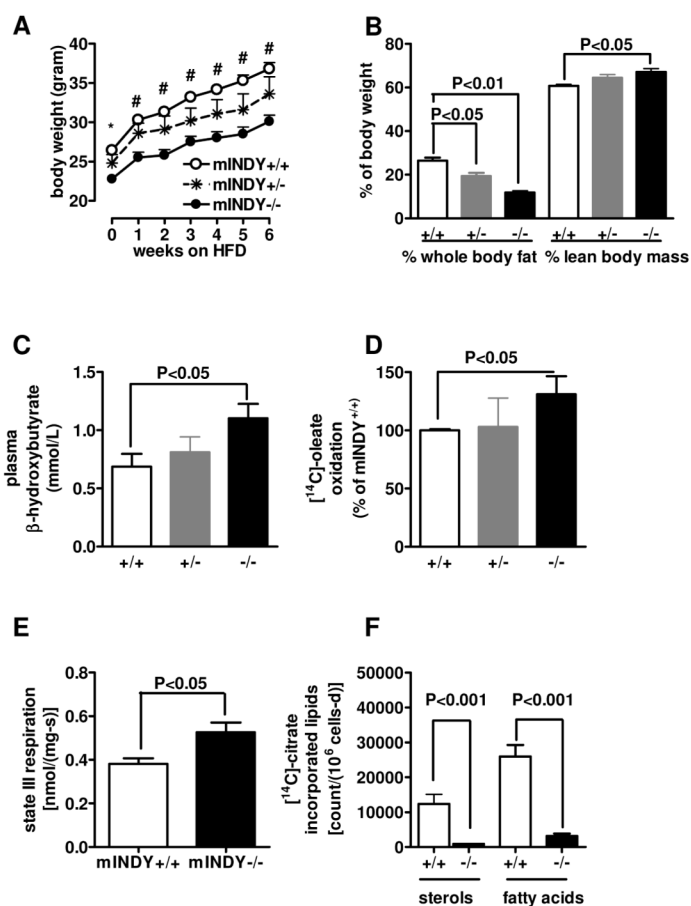 A
body weight (gram)
40
35
30
25
20
* # # # # # #
mINDY+/+
mINDY+/-
mINDY-/-
0 1 2 3 4 5 6
weeks on HFD
B
% of body weight
80
60
40
20
0
P<0.05
P<0.01
P<0.05
+/+ +/- -/- +/+ +/- -/-
% whole body fat % lean body mass
C
plasma
β-hydroxybutyrate
(mmol/L)
1.5
1.0
0.5
0.0
P<0.05
+/+ +/- -/-
D
[¹⁴C]-oleate
oxidation
(% of mINDY⁺/⁺)
150
100
50
0
P<0.05
+/+ +/- -/-
E
state III respiration
[nmol/(mg-s)]
0.8
0.6
0.4
0.2
0.0
P<0.05
mINDY+/+ mINDY-/-
F
[¹⁴C]-citrate
incorporated lipids
[count/(10⁶ cells-d)]
50000
40000
30000
20000
10000
0
P<0.001 P<0.001
+/+ -/- +/+ -/-
sterols fatty acids